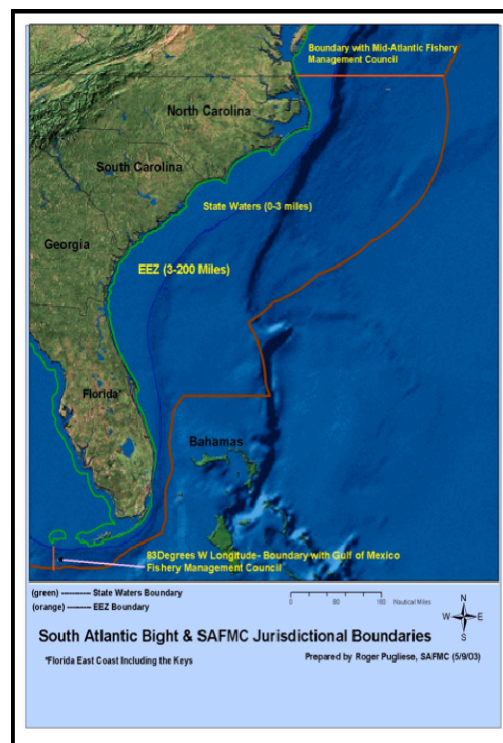 Boundary with Mid-Atlantic Fishery
Management Council
North Carolina
South Carolina
State Waters (0-3 miles)
Georgia
EEZ (3-200 Miles)
Florida*
Bahamas
83Degrees W Longitude- Boundary with Gulf of Mexico
Fishery Management Council
(green) ----------- State Waters Boundary
(orange) ----------- EEZ Boundary
0 80 160 Nautical Miles
N
W E
S
South Atlantic Bight & SAFMC Jurisdictional Boundaries
*Florida East Coast Including the Keys
Prepared by Roger Pugliese, SAFMC (5/9/03)